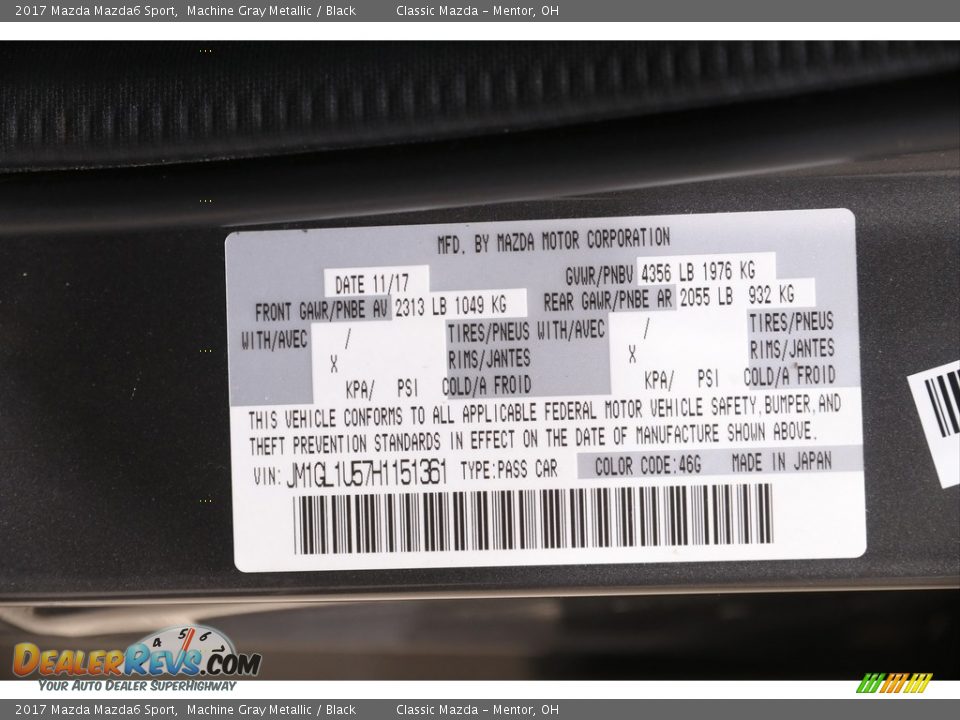 2017 Mazda Mazda6 Sport, Machine Gray Metallic / Black Classic Mazda - Mentor, OH
MFD. BY MAZDA MOTOR CORPORATION
DATE 11/17 GVWR/PNBV 4356 LB 1976 KG
FRONT GAWR/PNBE AV 2313 LB 1049 KG REAR GAWR/PNBE AR 2055 LB 932 KG
WITH/AVEC / TIRES/PNEUS WITH/AVEC / TIRES/PNEUS
X RIMS/JANTES X RIMS/JANTES
KPA/ PSI COLD/A FROID KPA/ PSI COLD/A FROID
THIS VEHICLE CONFORMS TO ALL APPLICABLE FEDERAL MOTOR VEHICLE SAFETY,BUMPER,AND
THEFT PREVENTION STANDARDS IN EFFECT ON THE DATE OF MANUFACTURE SHOWN ABOVE.
VIN: JM1GL1U57H1151361 TYPE:PASS CAR COLOR CODE:46G MADE IN JAPAN
4 5 6
DEALERREVS.COM
YOUR AUTO DEALER SUPERHIGHWAY
2017 Mazda Mazda6 Sport, Machine Gray Metallic / Black Classic Mazda - Mentor, OH